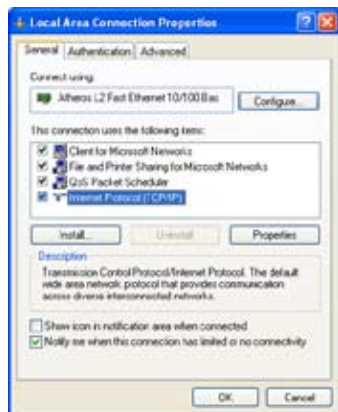 Local Area Connection Properties
General Authentication Advanced
Connect using:
Atheros L2 Fast Ethernet 10/100 Bas
Configure...
This connection uses the following items:
Client for Microsoft Networks
File and Printer Sharing for Microsoft Networks
QoS Packet Scheduler
Internet Protocol (TCP/IP)
Install... Uninstall Properties
Description
Transmission Control Protocol/Internet Protocol. The default
wide area network protocol that provides communication
across diverse interconnected networks.
Show icon in notification area when connected
Notify me when this connection has limited or no connectivity
OK Cancel